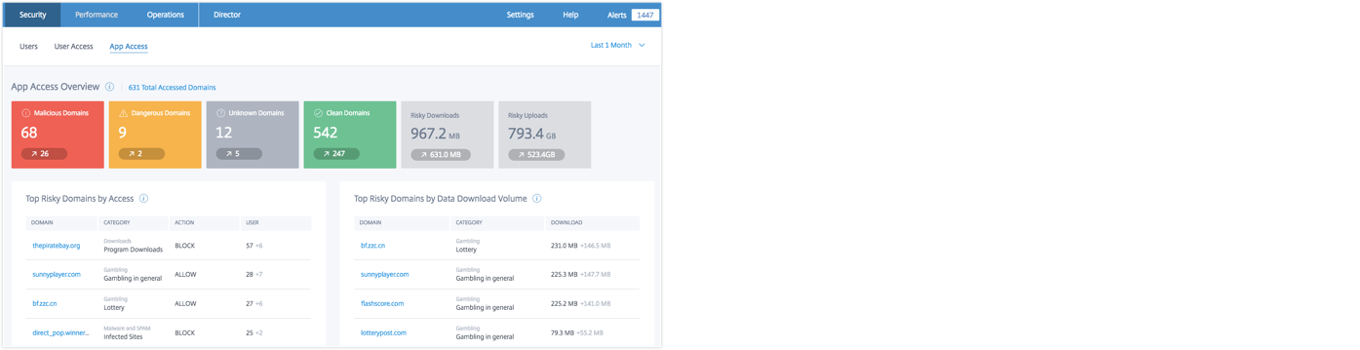 Security Performance Operations Director Settings Help Alerts 1447
Users User Access App Access Last 1 Month
App Access Overview 631 Total Accessed Domains
Malicious Domains Dangerous Domains Unknown Domains Clean Domains Risky Downloads Risky Uploads
68 9 12 542 967.2 MB 793.4 GB
26 2 5 247 631.0 MB 523.4GB
Top Risky Domains by Access
DOMAIN CATEGORY ACTION USER
thepiratebay.org Downloads BLOCK 57 +6
Program Downloads
sunnyplayer.com Gambling ALLOW 28 +7
Gambling in general
bf.zzc.cn Gambling ALLOW 27 +6
Lottery
direct_pop.winner... Malware and SPAM BLOCK 25 +2
Infected Sites
Top Risky Domains by Data Download Volume
DOMAIN CATEGORY DOWNLOAD
bf.zzc.cn Gambling 231.0 MB +146.5 MB
Lottery
sunnyplayer.com Gambling 225.3 MB +147.7 MB
Gambling in general
flashscore.com Gambling 225.2 MB +141.0 MB
Gambling in general
lotterypost.com Gambling 79.3 MB +55.2 MB
Gambling in general